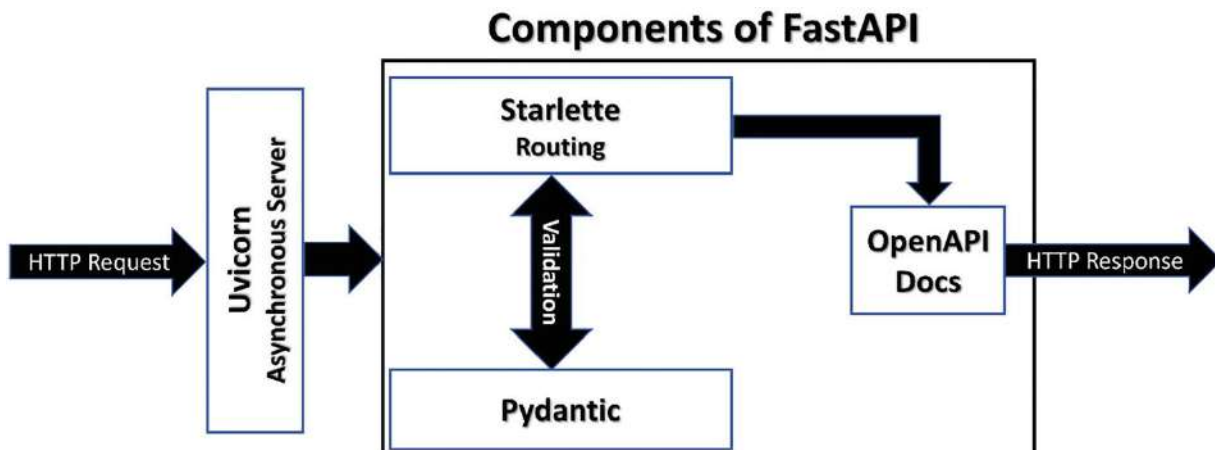 Components of FastAPI
HTTP Request
Uvicorn
Asynchronous Server
Starlette
Routing
Validation
Pydantic
OpenAPI
Docs
HTTP Response